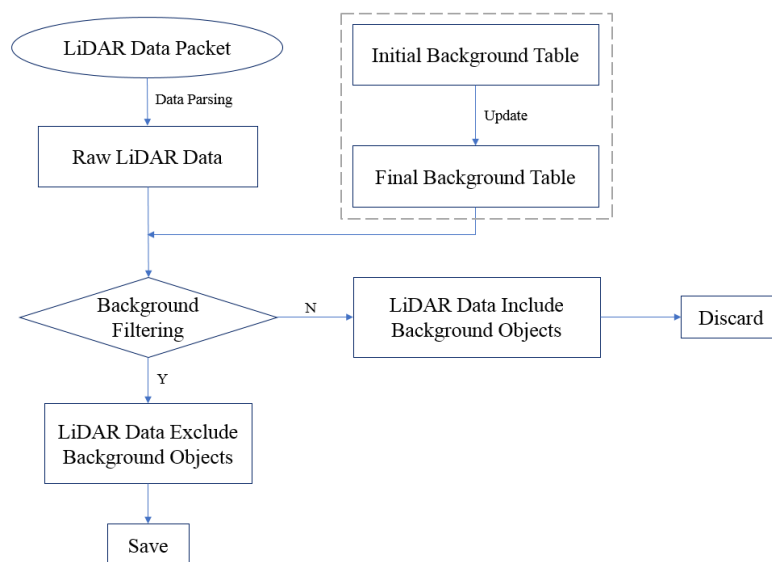 LiDAR Data Packet
Initial Background Table
Data Parsing
Update
Raw LiDAR Data
Final Background Table
Background
Filtering
N
LiDAR Data Include
Background Objects
Discard
Y
LiDAR Data Exclude
Background Objects
Save